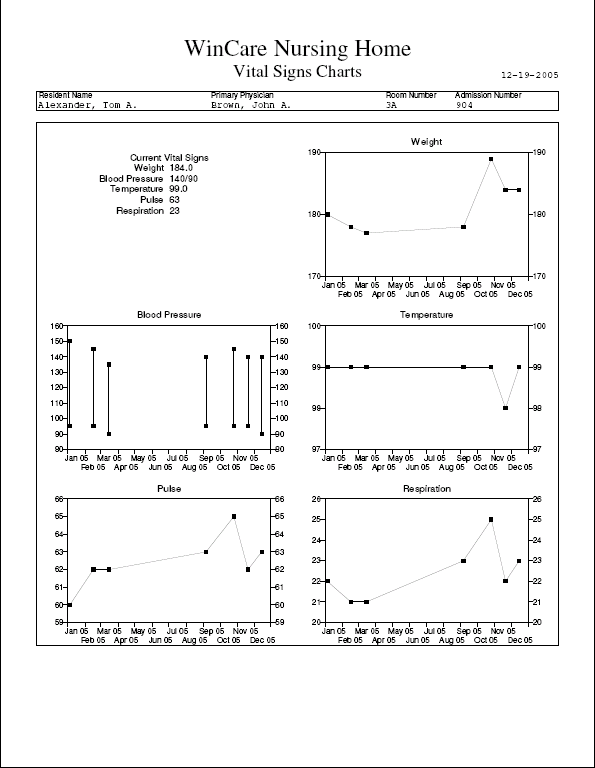 WinCare Nursing Home
Vital Signs Charts
12-19-2005
Resident Name Primary Physician Room Number Admission Number
Alexander, Tom A. Brown, John A. 3A 904
Current Vital Signs
Weight 184.0
Blood Pressure 140/90
Temperature 99.0
Pulse 63
Respiration 23
Weight
190 190
180 180
170 170
Jan 05 Mar 05 May 05 Jul 05 Sep 05 Nov 05
Feb 05 Apr 05 Jun 05 Aug 05 Oct 05 Dec 05
Blood Pressure
160 160
150 150
140 140
130 130
120 120
110 110
100 100
90 90
80 80
Jan 05 Mar 05 May 05 Jul 05 Sep 05 Nov 05
Feb 05 Apr 05 Jun 05 Aug 05 Oct 05 Dec 05
Temperature
100 100
99 99
98 98
97 97
Jan 05 Mar 05 May 05 Jul 05 Sep 05 Nov 05
Feb 05 Apr 05 Jun 05 Aug 05 Oct 05 Dec 05
Pulse
66 66
65 65
64 64
63 63
62 62
61 61
60 60
59 59
Jan 05 Mar 05 May 05 Jul 05 Sep 05 Nov 05
Feb 05 Apr 05 Jun 05 Aug 05 Oct 05 Dec 05
Respiration
26 26
25 25
24 24
23 23
22 22
21 21
20 20
Jan 05 Mar 05 May 05 Jul 05 Sep 05 Nov 05
Feb 05 Apr 05 Jun 05 Aug 05 Oct 05 Dec 05